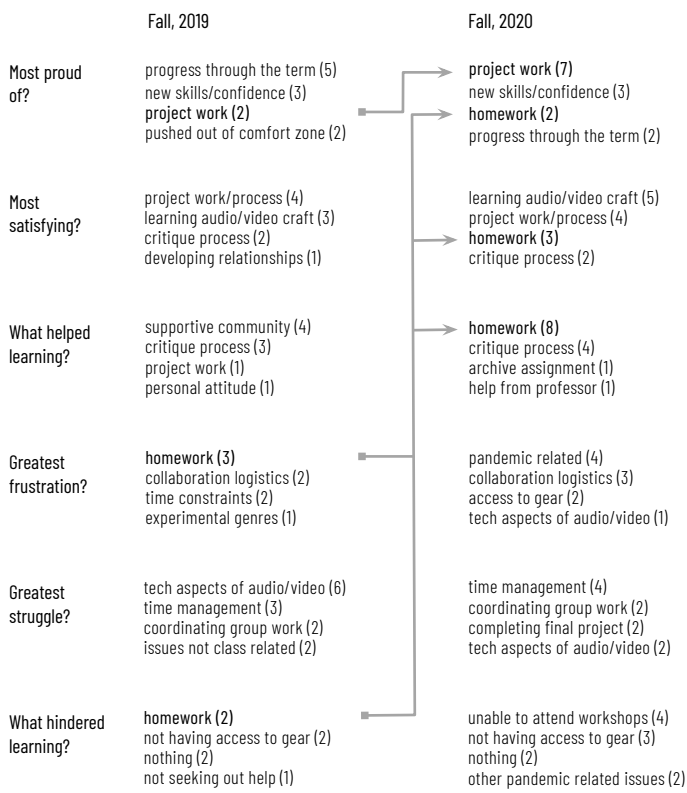 Fall, 2019
Fall, 2020
Most proud
of?
progress through the term (5)
new skills/confidence (3)
project work (2)
pushed out of comfort zone (2)
project work (7)
new skills/confidence (3)
homework (2)
progress through the term (2)
Most
satisfying?
project work/process (4)
learning audio/video craft (3)
critique process (2)
developing relationships (1)
learning audio/video craft (5)
project work/process (4)
homework (3)
critique process (2)
What helped
learning?
supportive community (4)
critique process (3)
project work (1)
personal attitude (1)
homework (8)
critique process (4)
archive assignment (1)
help from professor (1)
Greatest
frustration?
homework (3)
collaboration logistics (2)
time constraints (2)
experimental genres (1)
pandemic related (4)
collaboration logistics (3)
access to gear (2)
tech aspects of audio/video (1)
Greatest
struggle?
tech aspects of audio/video (6)
time management (3)
coordinating group work (2)
issues not class related (2)
time management (4)
coordinating group work (2)
completing final project (2)
tech aspects of audio/video (2)
What hindered
learning?
homework (2)
not having access to gear (2)
nothing (2)
not seeking out help (1)
unable to attend workshops (4)
not having access to gear (3)
nothing (2)
other pandemic related issues (2)